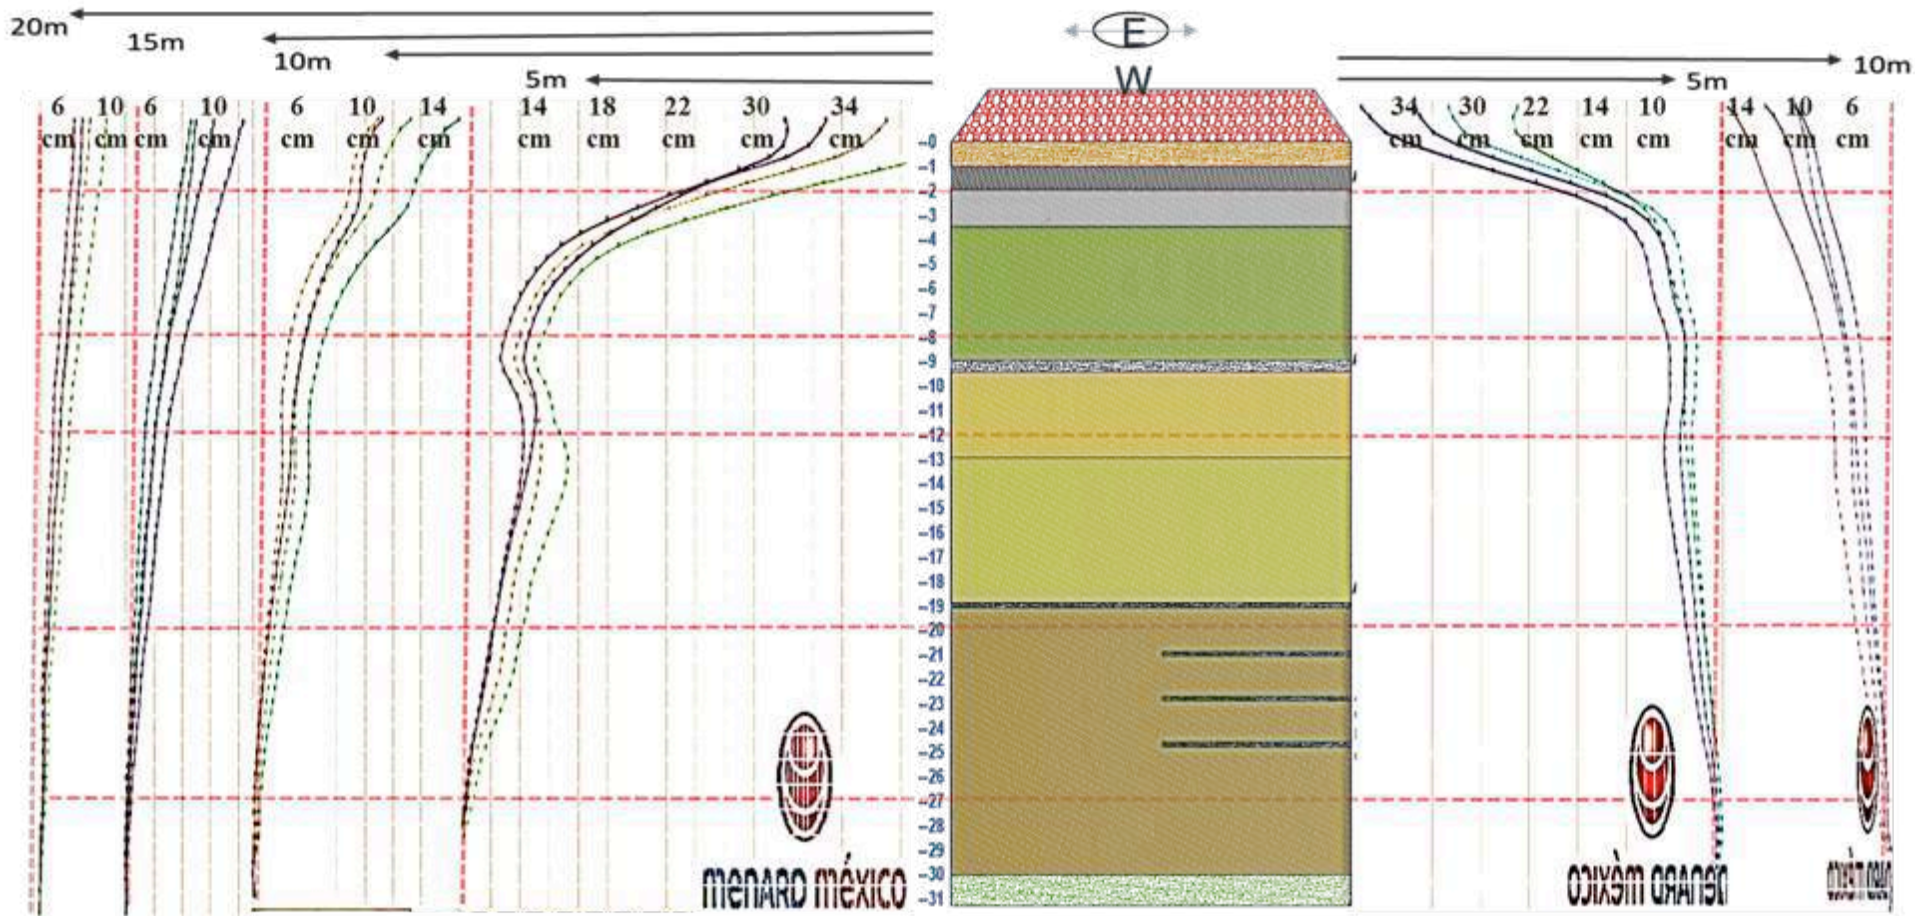 20m
15m
10m
5m
E
W
5m
10m
6 10 6 10 6 10 14 14 18 22 30 34
cm cm cm cm cm cm cm cm cm cm cm cm
34 30 22 14 10 14 10 6
cm cm cm cm cm cm cm cm
-0
-1
-2
-3
-4
-5
-6
-7
-8
-9
-10
-11
-12
-13
-14
-15
-16
-17
-18
-19
-20
-21
-22
-23
-24
-25
-26
-27
-28
-29
-30
-31
MENARD MÉXICO
MENARD MÉXICO
MENARD MÉXICO